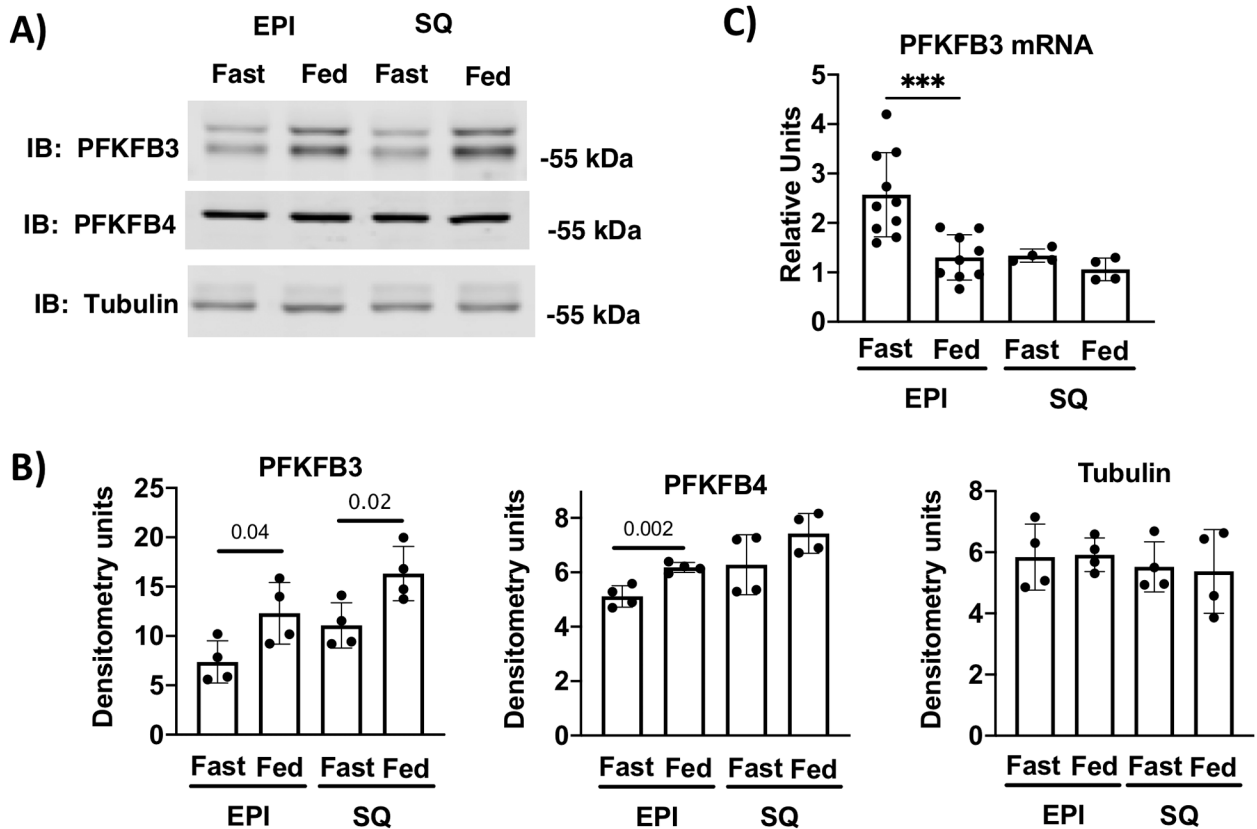 A)
EPI SQ
Fast Fed Fast Fed
IB: PFKFB3
-55 kDa
IB: PFKFB4
-55 kDa
IB: Tubulin
-55 kDa
C)
PFKFB3 mRNA
Relative Units
5
4
3
2
1
0
***
Fast Fed Fast Fed
EPI SQ
B)
PFKFB3
Densitometry units
25
20
15
10
5
0
0.04
0.02
Fast Fed Fast Fed
EPI SQ
PFKFB4
Densitometry units
8
6
4
2
0
0.002
Fast Fed Fast Fed
EPI SQ
Tubulin
Densitometry units
8
6
4
2
0
Fast Fed Fast Fed
EPI SQ